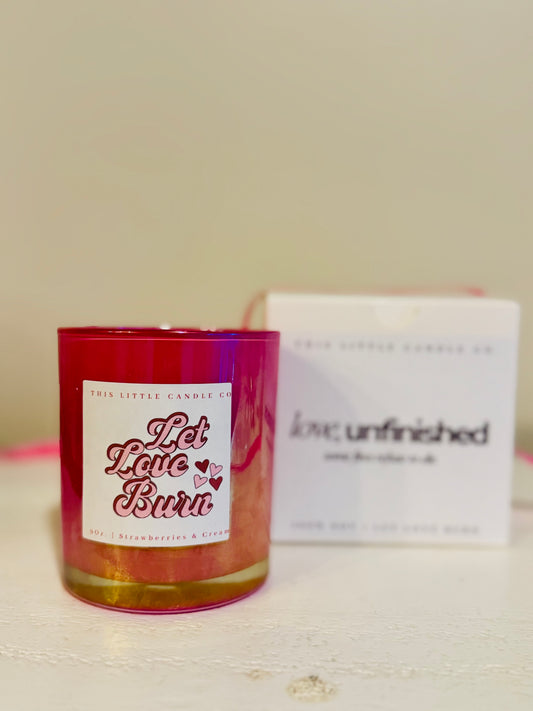 THIS LITTLE CANDLE CO
Let
Love
Burn
9Oz. | Strawberries & Cream
THIS LITTLE CANDLE CO
love, unfinished